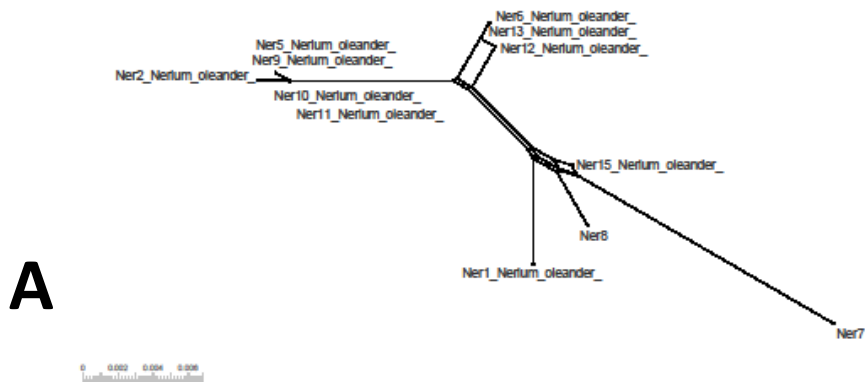 Ner6_Nerium_oleander_
Ner13_Nerium_oleander_
Ner12_Nerium_oleander_
Ner5_Nerium_oleander_
Ner9_Nerium_oleander_
Ner2_Nerium_oleander_
Ner10_Nerium_oleander_
Ner11_Nerium_oleander_
Ner15_Nerium_oleander_
Ner8
Ner1_Nerium_oleander_
A
Ner7
0 0.002 0.004 0.006